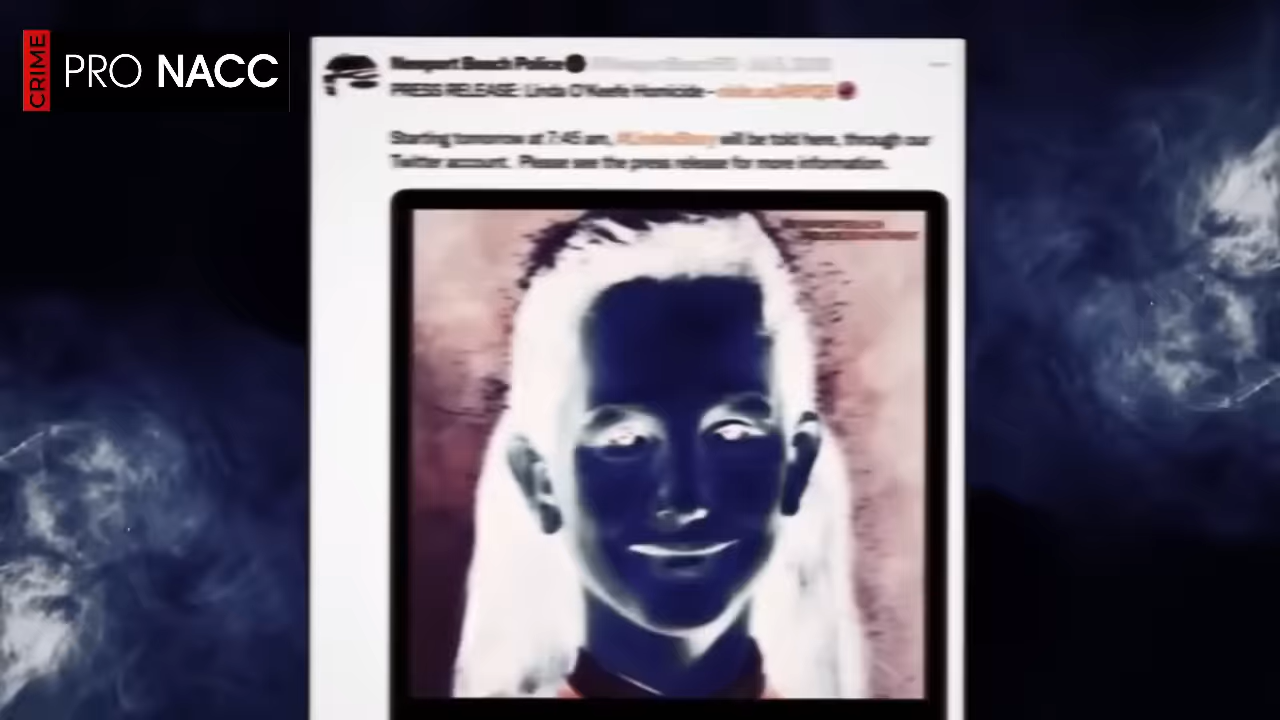 CRIME
PRO NACC
Newport Beach Police
PRESS RELEASE: Linda O'Keefe Homicide -
Starting tomorrow at 7:45 am, #LindasStory will be told here, through our
Twitter account. Please see the press release for more information.